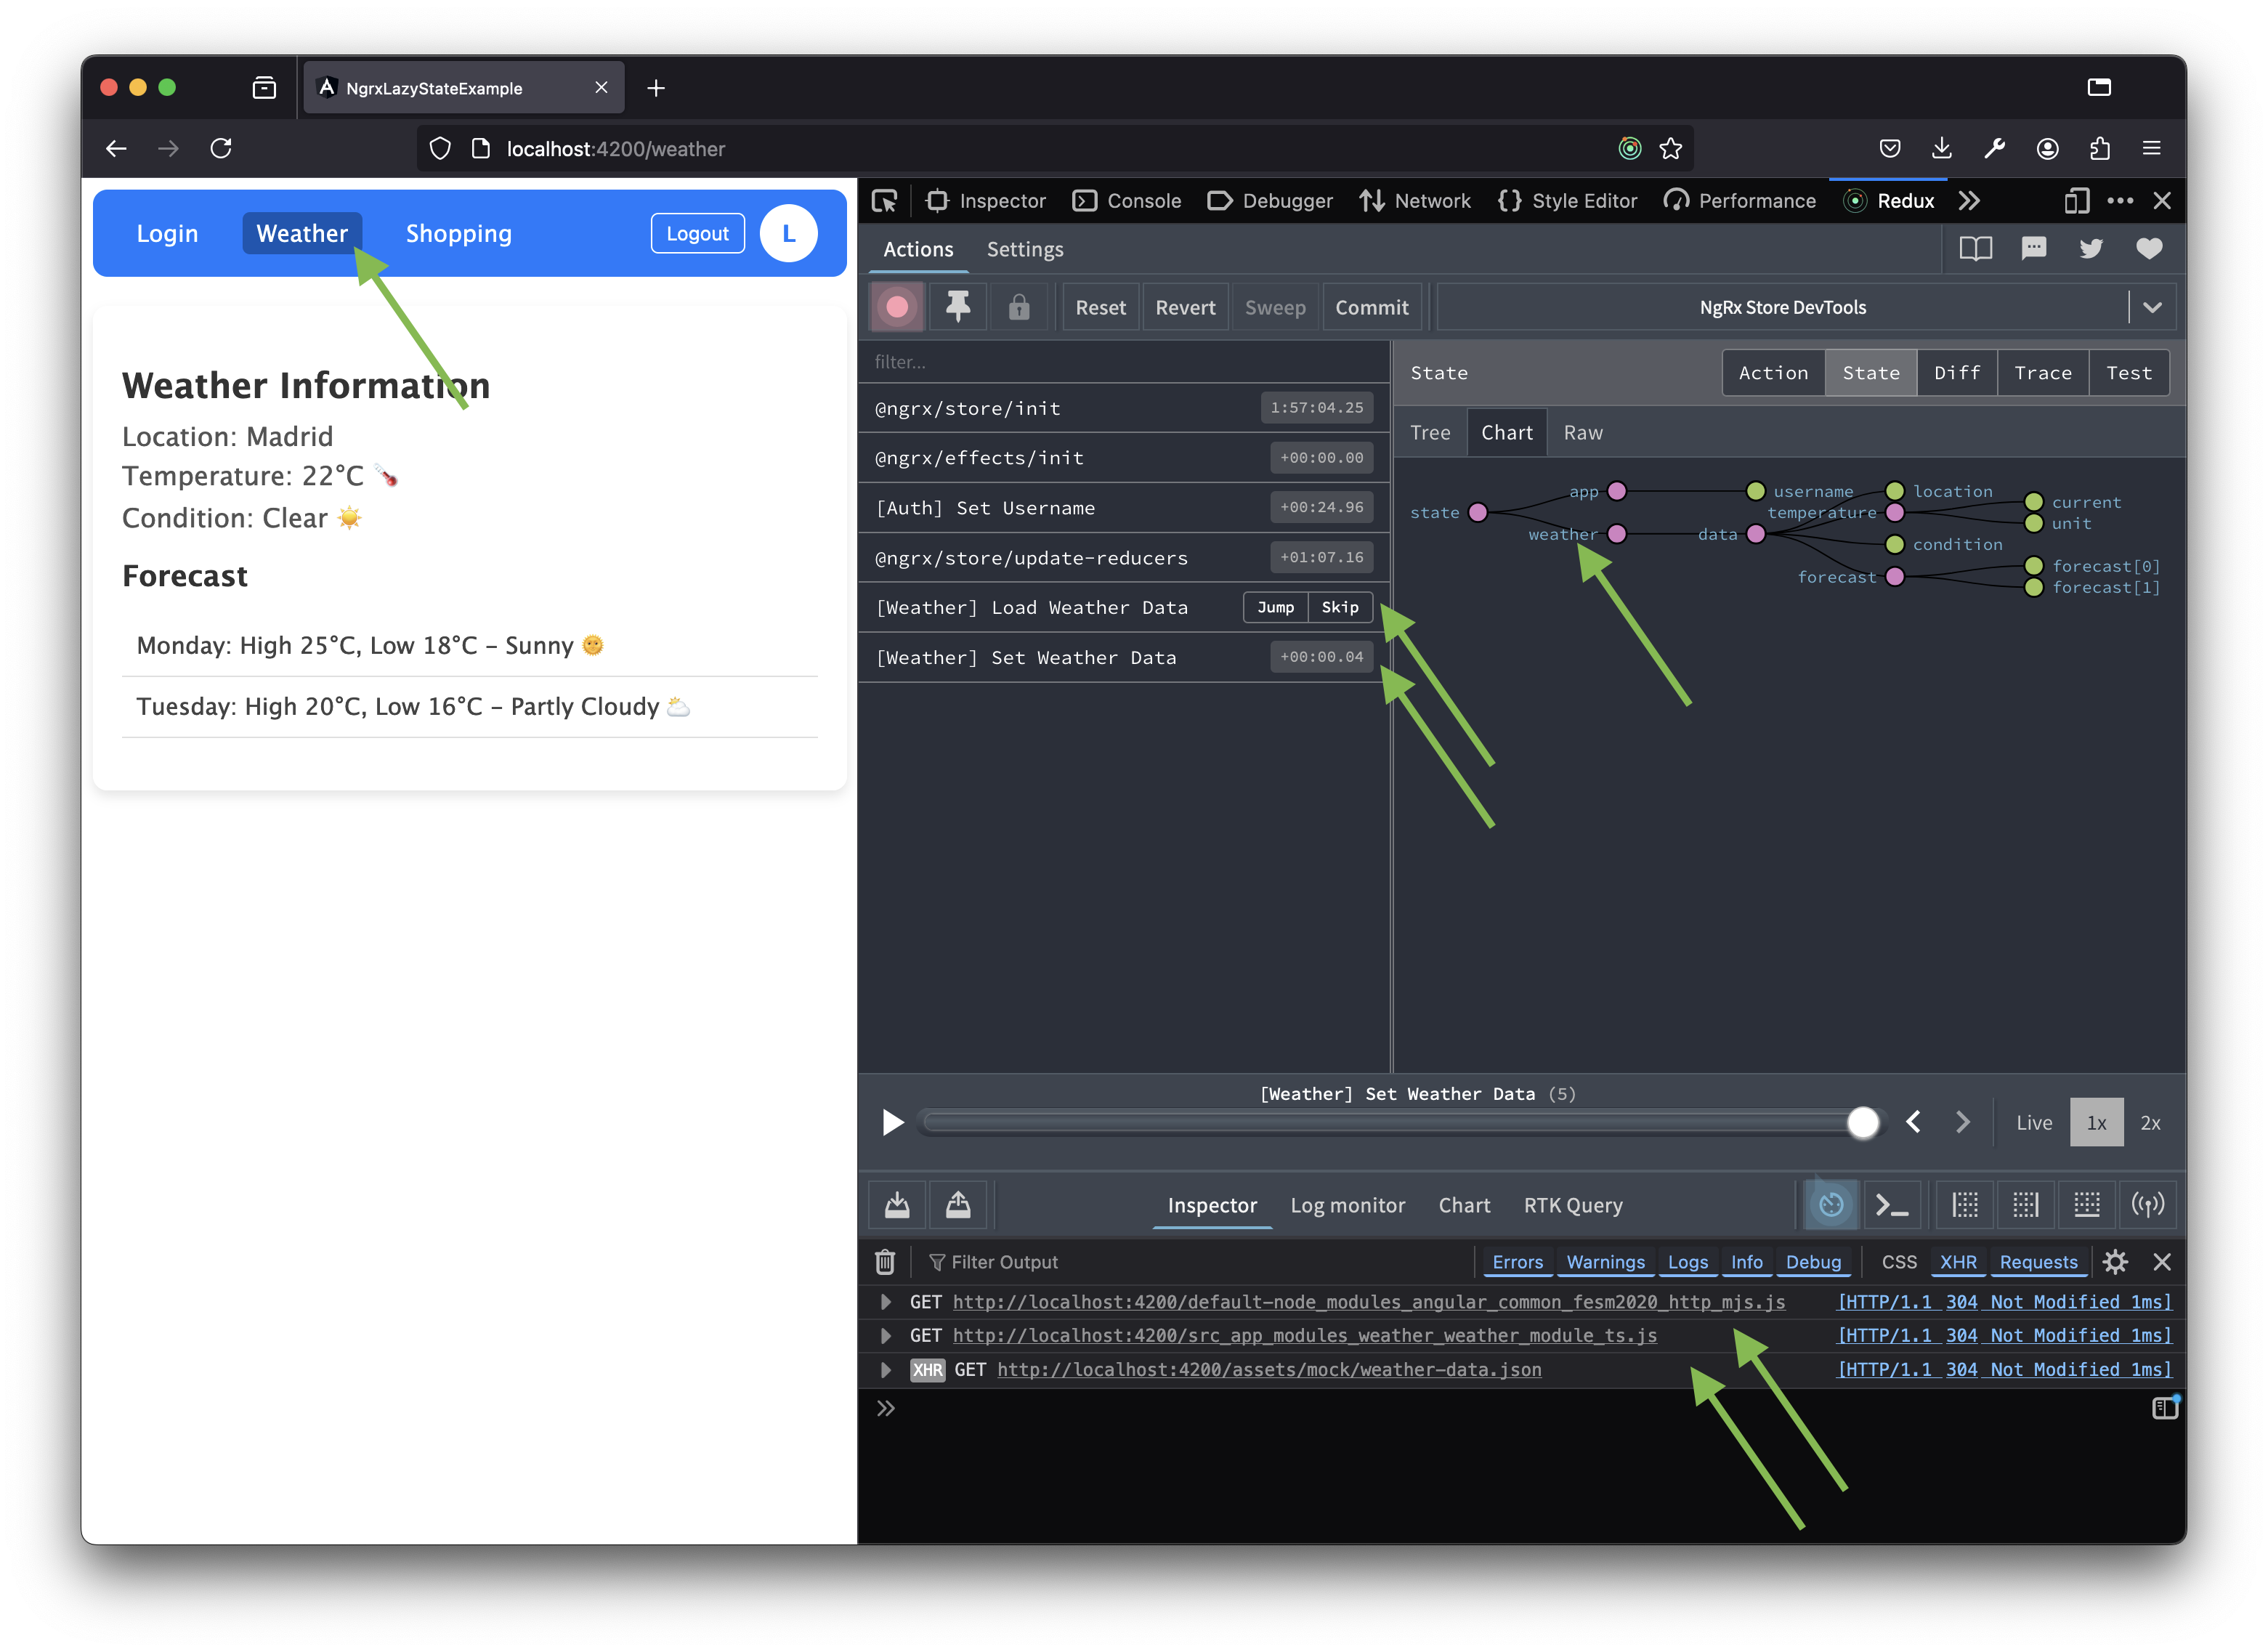 NgrxLazyStateExample
localhost:4200/weather
Login Weather Shopping Logout L
Weather Information
Location: Madrid
Temperature: 22°C 🌡️
Condition: Clear ☀️
Forecast
Monday: High 25°C, Low 18°C – Sunny 🌞
Tuesday: High 20°C, Low 16°C – Partly Cloudy 🌥️
Inspector Console Debugger Network Style Editor Performance Redux
Actions Settings
Reset Revert Sweep Commit NgRx Store DevTools
filter...
@ngrx/store/init 1:57:04.25
@ngrx/effects/init +00:00.00
[Auth] Set Username +00:24.96
@ngrx/store/update-reducers +01:07.16
[Weather] Load Weather Data Jump Skip
[Weather] Set Weather Data +00:00.04
State Action State Diff Trace Test
Tree Chart Raw
app username location
current
state temperature
unit
weather data condition
forecast[0]
forecast
forecast[1]
[Weather] Set Weather Data (5)
Live 1x 2x
Inspector Log monitor Chart RTK Query
Filter Output Errors Warnings Logs Info Debug CSS XHR Requests
GET http://localhost:4200/default-node_modules_angular_common_fesm2020_http_mjs.js [HTTP/1.1 304 Not Modified 1ms]
GET http://localhost:4200/src_app_modules_weather_weather_module_ts.js [HTTP/1.1 304 Not Modified 1ms]
XHR GET http://localhost:4200/assets/mock/weather-data.json [HTTP/1.1 304 Not Modified 1ms]